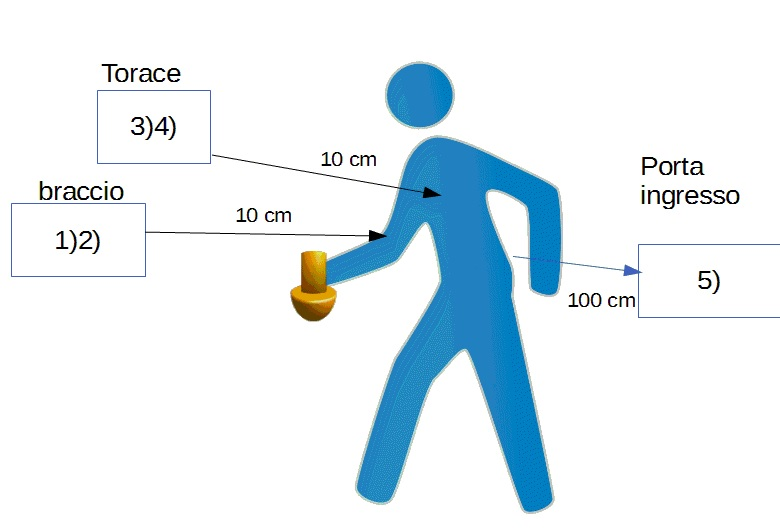 Torace
3)4)
10 cm
braccio
10 cm
1)2)
Porta
ingresso
5)
100 cm